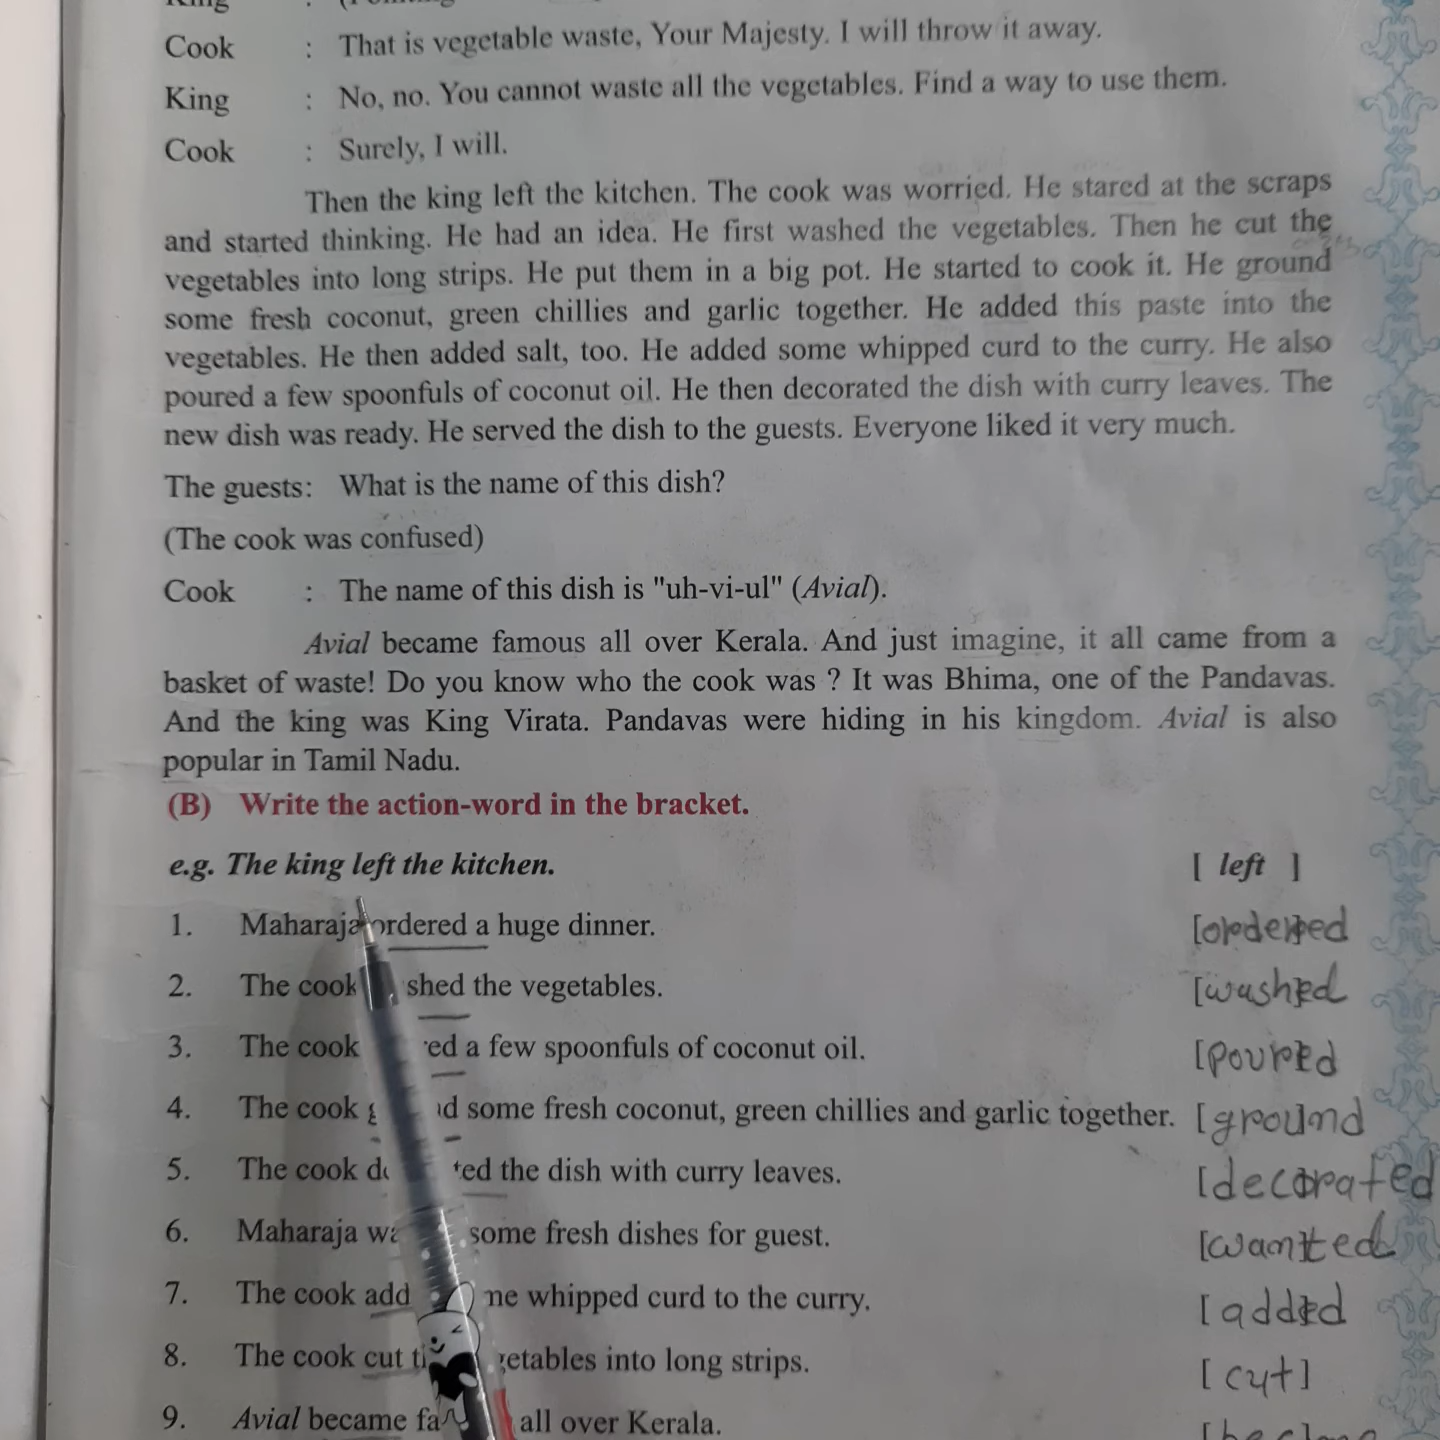 Cook : That is vegetable waste, Your Majesty. I will throw it away.
King : No, no. You cannot waste all the vegetables. Find a way to use them.
Cook : Surely, I will.
Then the king left the kitchen. The cook was worried. He stared at the scraps
and started thinking. He had an idea. He first washed the vegetables. Then he cut the
vegetables into long strips. He put them in a big pot. He started to cook it. He ground
some fresh coconut, green chillies and garlic together. He added this paste into the
vegetables. He then added salt, too. He added some whipped curd to the curry. He also
poured a few spoonfuls of coconut oil. He then decorated the dish with curry leaves. The
new dish was ready. He served the dish to the guests. Everyone liked it very much.
The guests: What is the name of this dish?
(The cook was confused)
Cook : The name of this dish is "uh-vi-ul" (Avial).
Avial became famous all over Kerala. And just imagine, it all came from a
basket of waste! Do you know who the cook was ? It was Bhima, one of the Pandavas.
And the king was King Virata. Pandavas were hiding in his kingdom. Avial is also
popular in Tamil Nadu.
(B) Write the action-word in the bracket.
e.g. The king left the kitchen. [ left ]
1. Maharaja ordered a huge dinner. [ordered
2. The cook shed the vegetables. [washed
3. The cook red a few spoonfuls of coconut oil. [poured
4. The cook g nd some fresh coconut, green chillies and garlic together. [ground
5. The cook de ted the dish with curry leaves. [decorated
6. Maharaja wa some fresh dishes for guest. [wanted
7. The cook add me whipped curd to the curry. [added
8. The cook cut t getables into long strips. [cut]
9. Avial became fa all over Kerala.